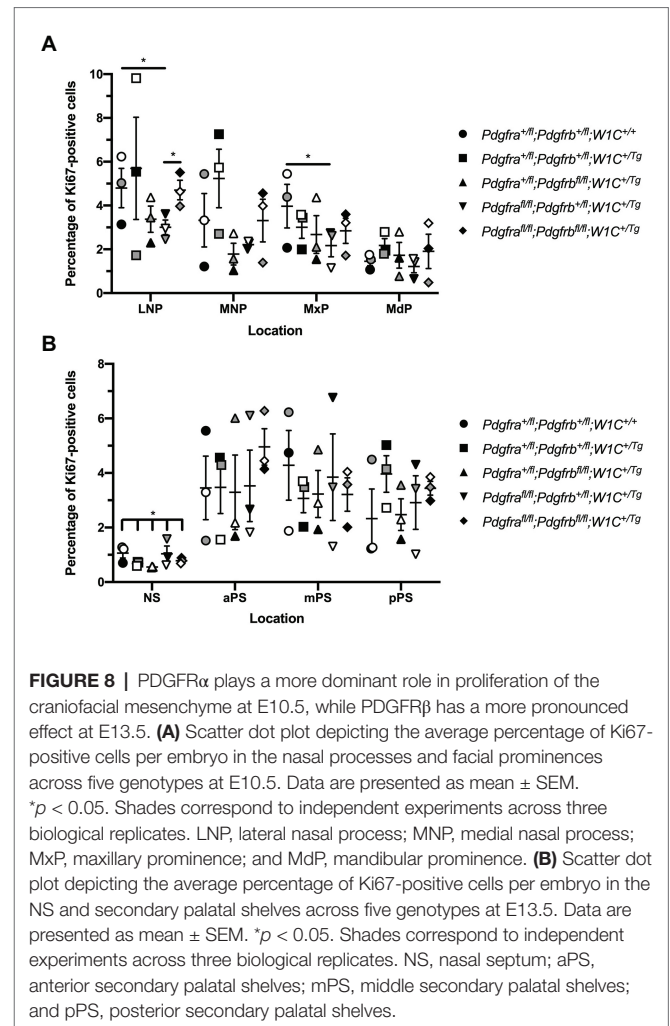 A
*
*
*
10
8
6
4
2
0
Percentage of Ki67-positive cells
LNP MNP MxP MdP
Location
Pdgfra+/fl;Pdgfrb+/fl;W1C+/+
Pdgfra+/fl;Pdgfrb+/fl;W1C+/Tg
Pdgfra+/fl;Pdgfrbfl/fl;W1C+/Tg
Pdgfrafl/fl;Pdgfrb+/fl;W1C+/Tg
Pdgfrafl/fl;Pdgfrbfl/fl;W1C+/Tg
B
8
6
4
2
0
*
Percentage of Ki67-positive cells
NS aPS mPS pPS
Location
Pdgfra+/fl;Pdgfrb+/fl;W1C+/+
Pdgfra+/fl;Pdgfrb+/fl;W1C+/Tg
Pdgfra+/fl;Pdgfrbfl/fl;W1C+/Tg
Pdgfrafl/fl;Pdgfrb+/fl;W1C+/Tg
Pdgfrafl/fl;Pdgfrbfl/fl;W1C+/Tg
FIGURE 8 | PDGFRα plays a more dominant role in proliferation of the
craniofacial mesenchyme at E10.5, while PDGFRβ has a more pronounced
effect at E13.5. (A) Scatter dot plot depicting the average percentage of Ki67-
positive cells per embryo in the nasal processes and facial prominences
across five genotypes at E10.5. Data are presented as mean ± SEM.
*p < 0.05. Shades correspond to independent experiments across three
biological replicates. LNP, lateral nasal process; MNP, medial nasal process;
MxP, maxillary prominence; and MdP, mandibular prominence. (B) Scatter dot
plot depicting the average percentage of Ki67-positive cells per embryo in the
NS and secondary palatal shelves across five genotypes at E13.5. Data are
presented as mean ± SEM. *p < 0.05. Shades correspond to independent
experiments across three biological replicates. NS, nasal septum; aPS,
anterior secondary palatal shelves; mPS, middle secondary palatal shelves;
and pPS, posterior secondary palatal shelves.